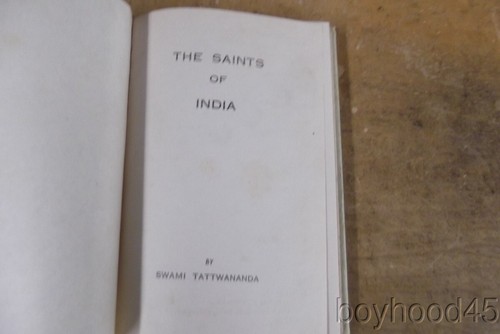 THE SAINTS
OF
INDIA
BY
SWAMI TATTWANANDA
boyhood45